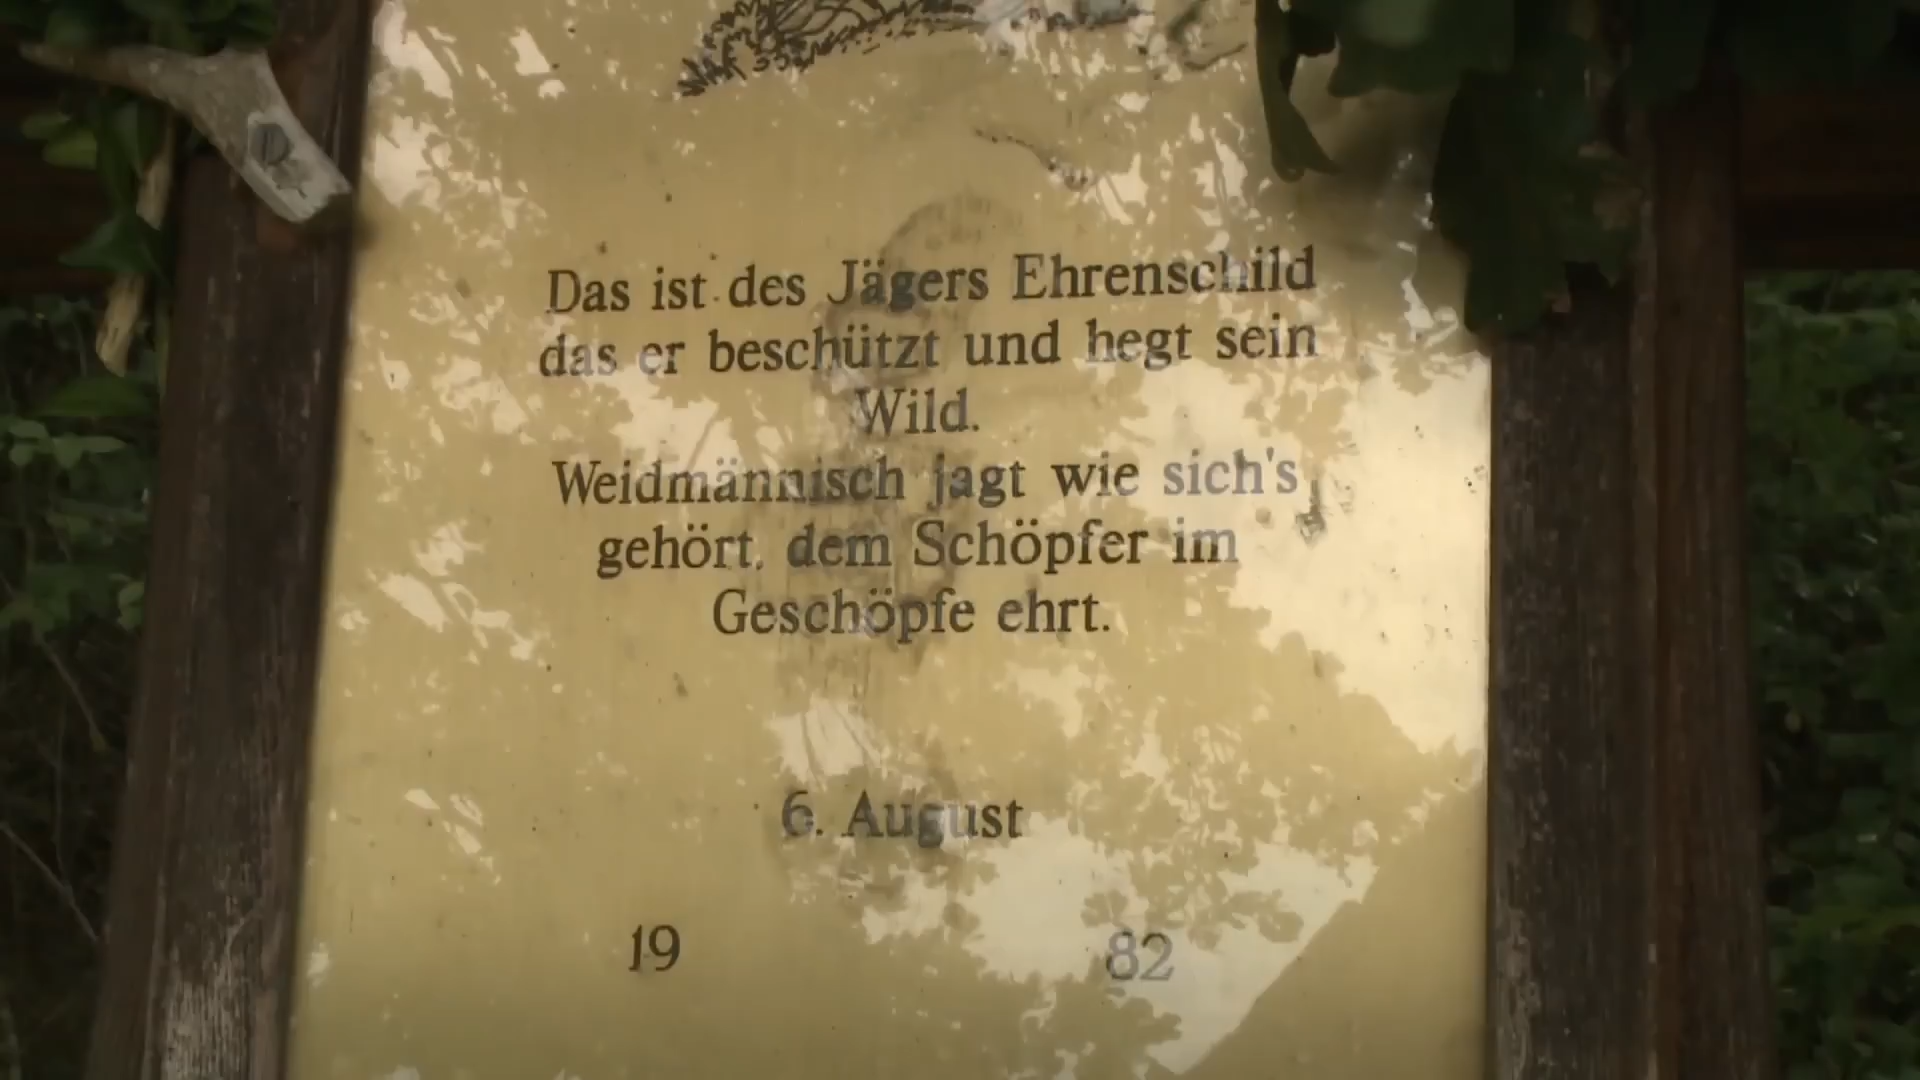 Das ist des Jägers Ehrenschild
das er beschützt und hegt sein
Wild.
Weidmännisch jagt wie sich's
gehört, dem Schöpfer im
Geschöpfe ehrt.
6. August
19 82